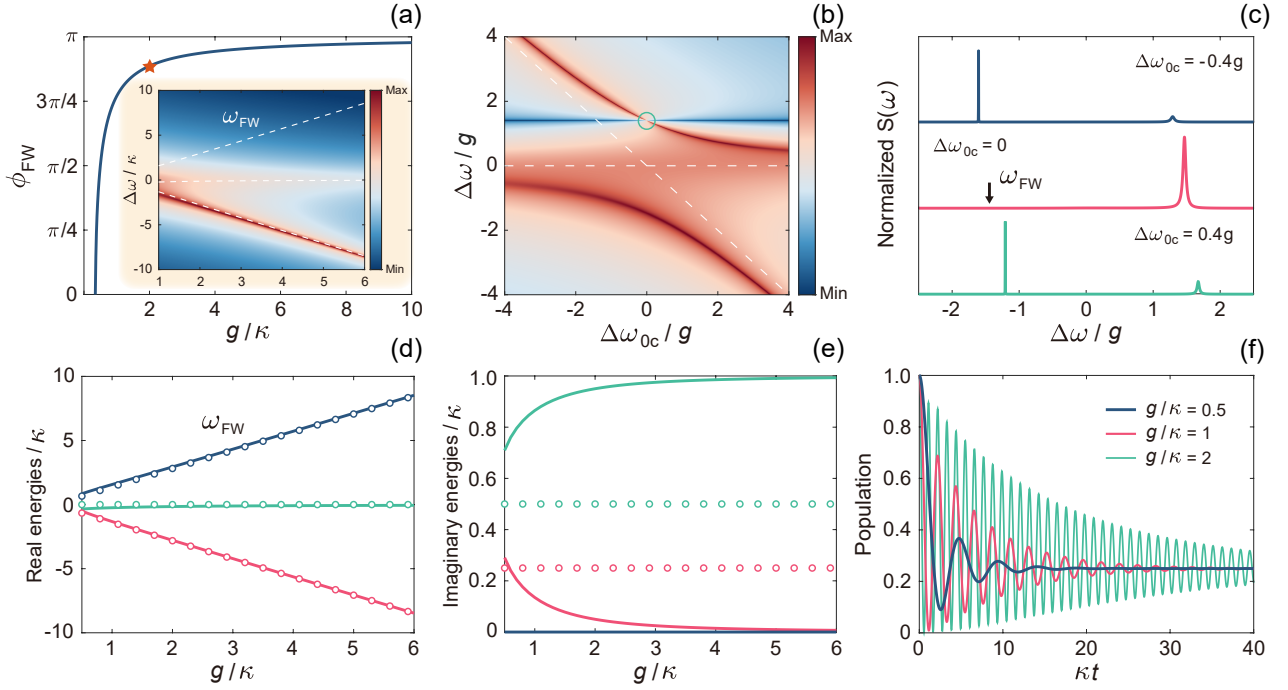 (a)
π
3π/4
π/2
π/4
0
ϕFW
2
4
6
8
10
g/κ
10
5
0
-5
-10
Δω/κ
1
2
3
4
5
6
ωFW
Max
Min
(b)
4
2
0
-2
-4
Δω/g
-4
-2
0
2
4
Δω0c/g
Max
Min
(c)
Normalized S(ω)
Δω0c = -0.4g
Δω0c = 0
ωFW
Δω0c = 0.4g
-2
-1
0
1
2
Δω/g
(d)
10
5
0
-5
-10
Real energies/κ
ωFW
1
2
3
4
5
6
g/κ
(e)
1.0
0.8
0.6
0.4
0.2
0
Imaginary energies/κ
1
2
3
4
5
6
g/κ
(f)
1.0
0.8
0.6
0.4
0.2
0
Population
g/κ = 0.5
g/κ = 1
g/κ = 2
0
10
20
30
40
κt